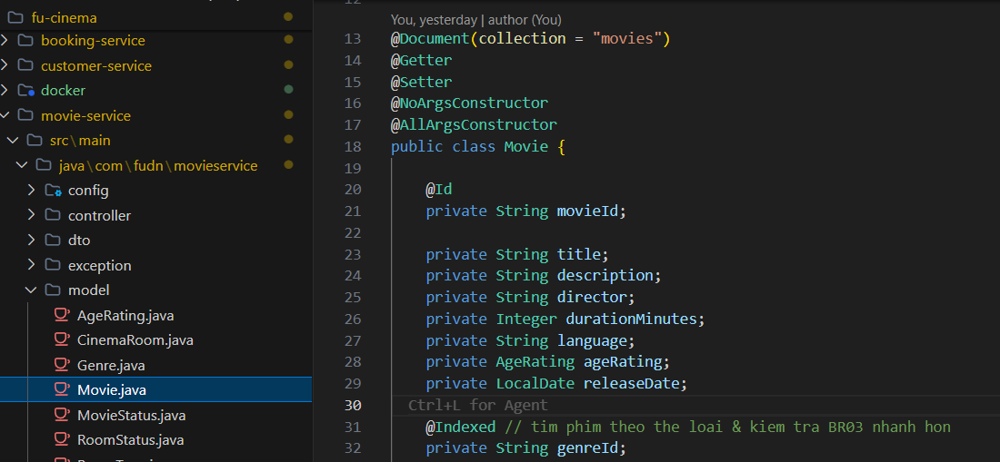 fu-cinema
booking-service
customer-service
docker
movie-service
src\main
java\com\fudn\movieservice
config
controller
dto
exception
model
AgeRating.java
CinemaRoom.java
Genre.java
Movie.java
MovieStatus.java
RoomStatus.java
12
You, yesterday | author (You)
13 @Document(collection = "movies")
14 @Getter
15 @Setter
16 @NoArgsConstructor
17 @AllArgsConstructor
18 public class Movie {
19
20 @Id
21 private String movieId;
22
23 private String title;
24 private String description;
25 private String director;
26 private Integer durationMinutes;
27 private String language;
28 private AgeRating ageRating;
29 private LocalDate releaseDate;
30 Ctrl+L for Agent
31 @Indexed // tim phim theo the loai & kiem tra BR03 nhanh hon
32 private String genreId;